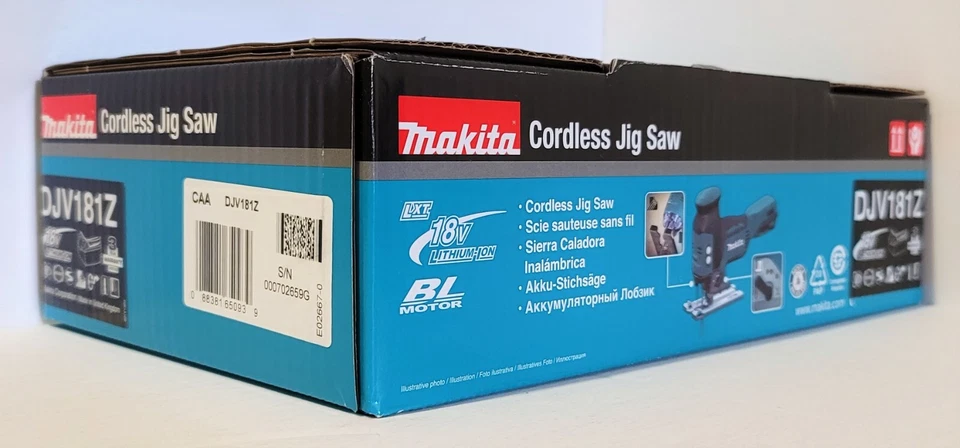 makita Cordless Jig Saw
DJV181Z
CAA DJV181Z
S/N
000702659G
0 88381 65093 9
E02667-0
makita Cordless Jig Saw
LXT
18V
LITHIUM-ION
BL
MOTOR
· Cordless Jig Saw
· Scie sauteuse sans fil
· Sierra Caladora
Inalámbrica
· Akku-Stichsäge
· Аккумуляторный Лобзик
makita
DJV181Z
www.makita.com
Illustrative photo / Illustration / Foto ilustrativa / Illustratives Foto / Иллюстрация